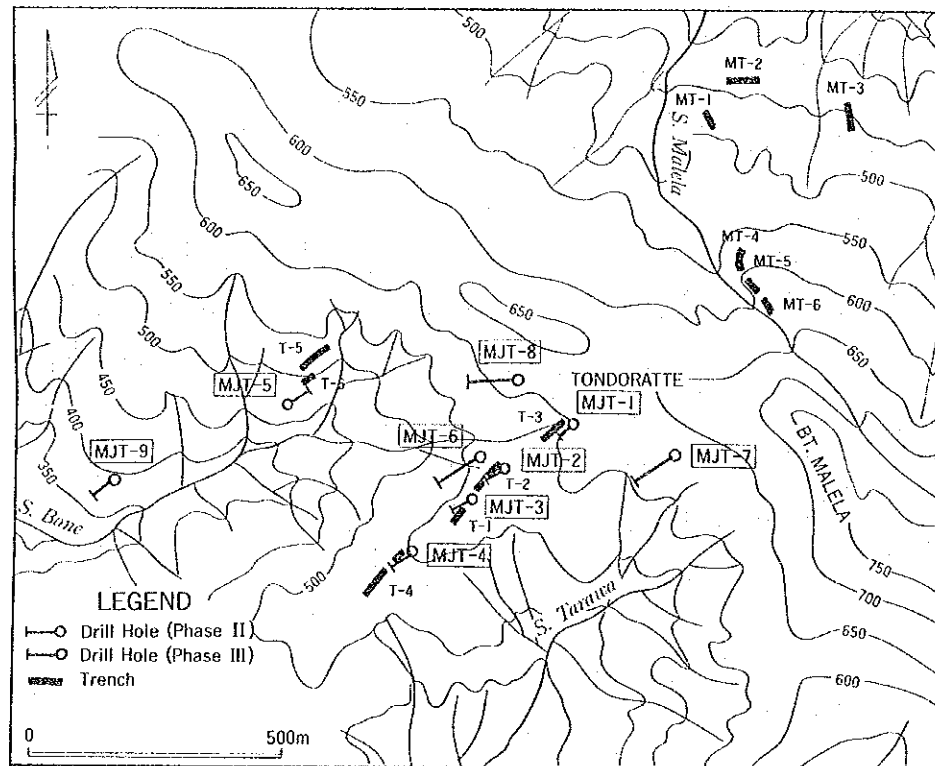 500
MT-2
MT-3
MT-1
550
S. Malela
600
650
500
600
MT-4
550
MT-5
550
600
MT-6
500
650
650
T-5
MJT-8
450
MJT-5
T-6
TONDORATTE
400
T-3
MJT-1
MJT-9
MJT-6
350
MJT-2
MJT-7
BT. MALELA
T-2
S. Bone
MJT-3
T-1
500
MJT-4
750
LEGEND
T-4
700
S. Tarawa
Drill Hole (Phase II)
650
Drill Hole (Phase III)
Trench
600
0
500m